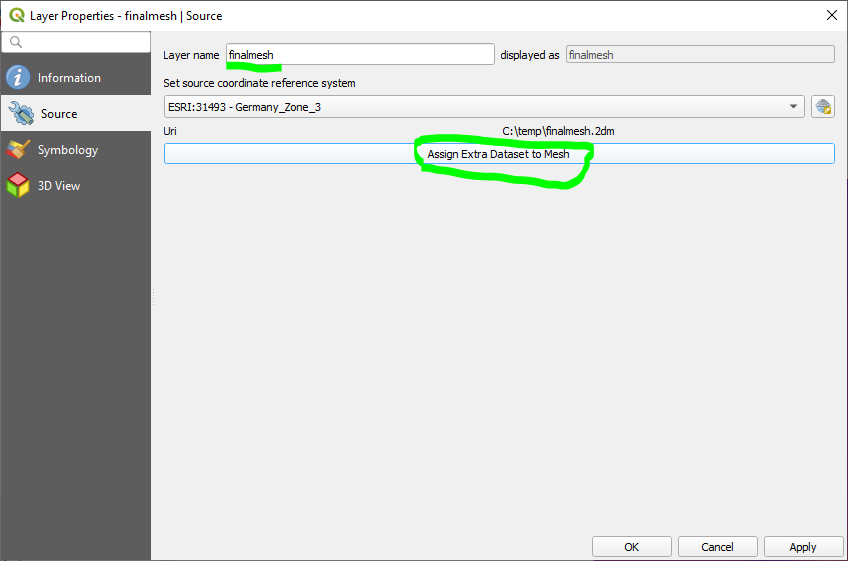 Layer Properties - finalmesh | Source
Information
Source
Symbology
3D View
Layer name finalmesh displayed as finalmesh
Set source coordinate reference system
ESRI:31493 - Germany_Zone_3
Uri C:\temp\finalmesh.2dm
Assign Extra Dataset to Mesh
OK Cancel Apply